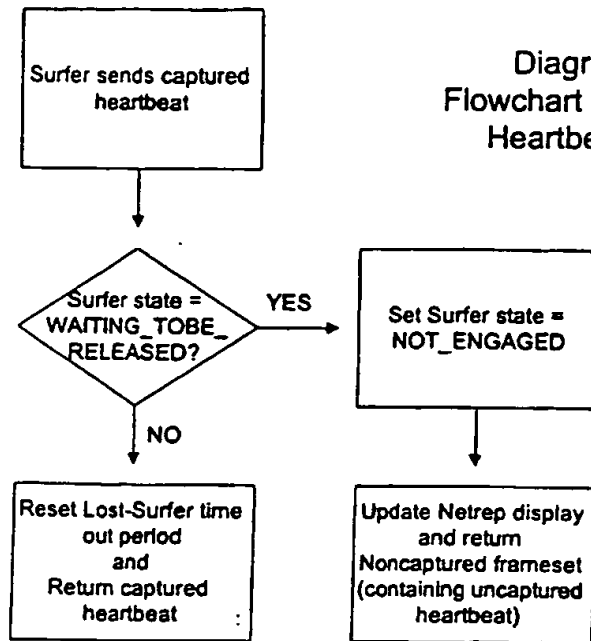 Surfer sends captured
heartbeat
Diagr
Flowchart
Heartbe
Surfer state =
WAITING_TOBE_
RELEASED?
YES
Set Surfer state =
NOT_ENGAGED
NO
Reset Lost-Surfer time
out period
and
Return captured
heartbeat
Update Netrep display
and return
Noncaptured frameset
(containing uncaptured
heartbeat)